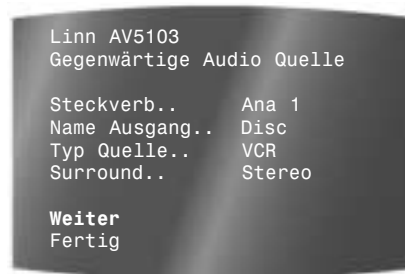 Linn AV5103
Gegenwärtige Audio Quelle
Steckverb.. Ana 1
Name Ausgang.. Disc
Typ Quelle.. VCR
Surround.. Stereo
Weiter
Fertig